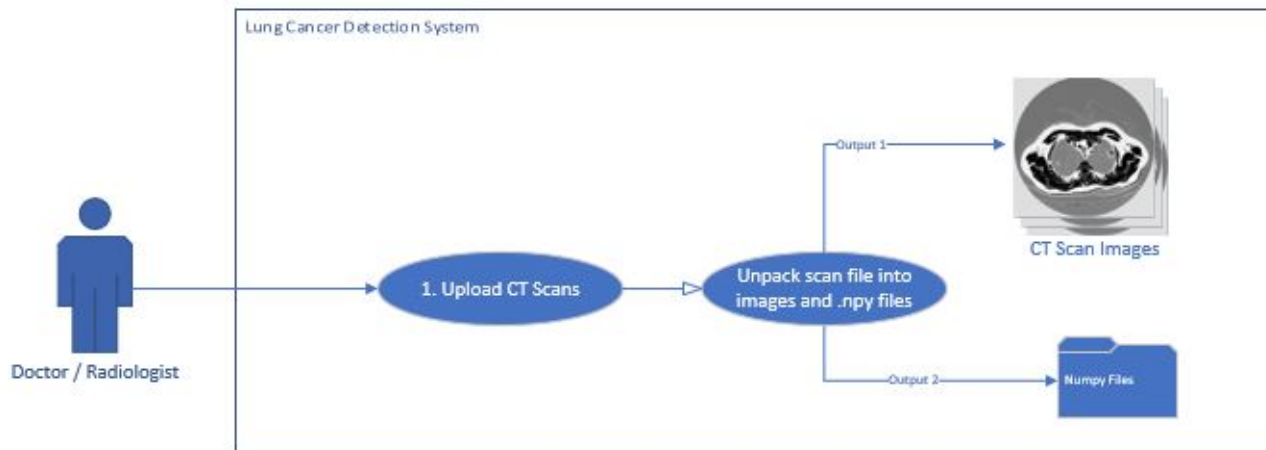 Lung Cancer Detection System
Output 1
CT Scan Images
1. Upload CT Scans
Unpack scan file into
images and .npy files
Doctor / Radiologist
Output 2
Numpy Files